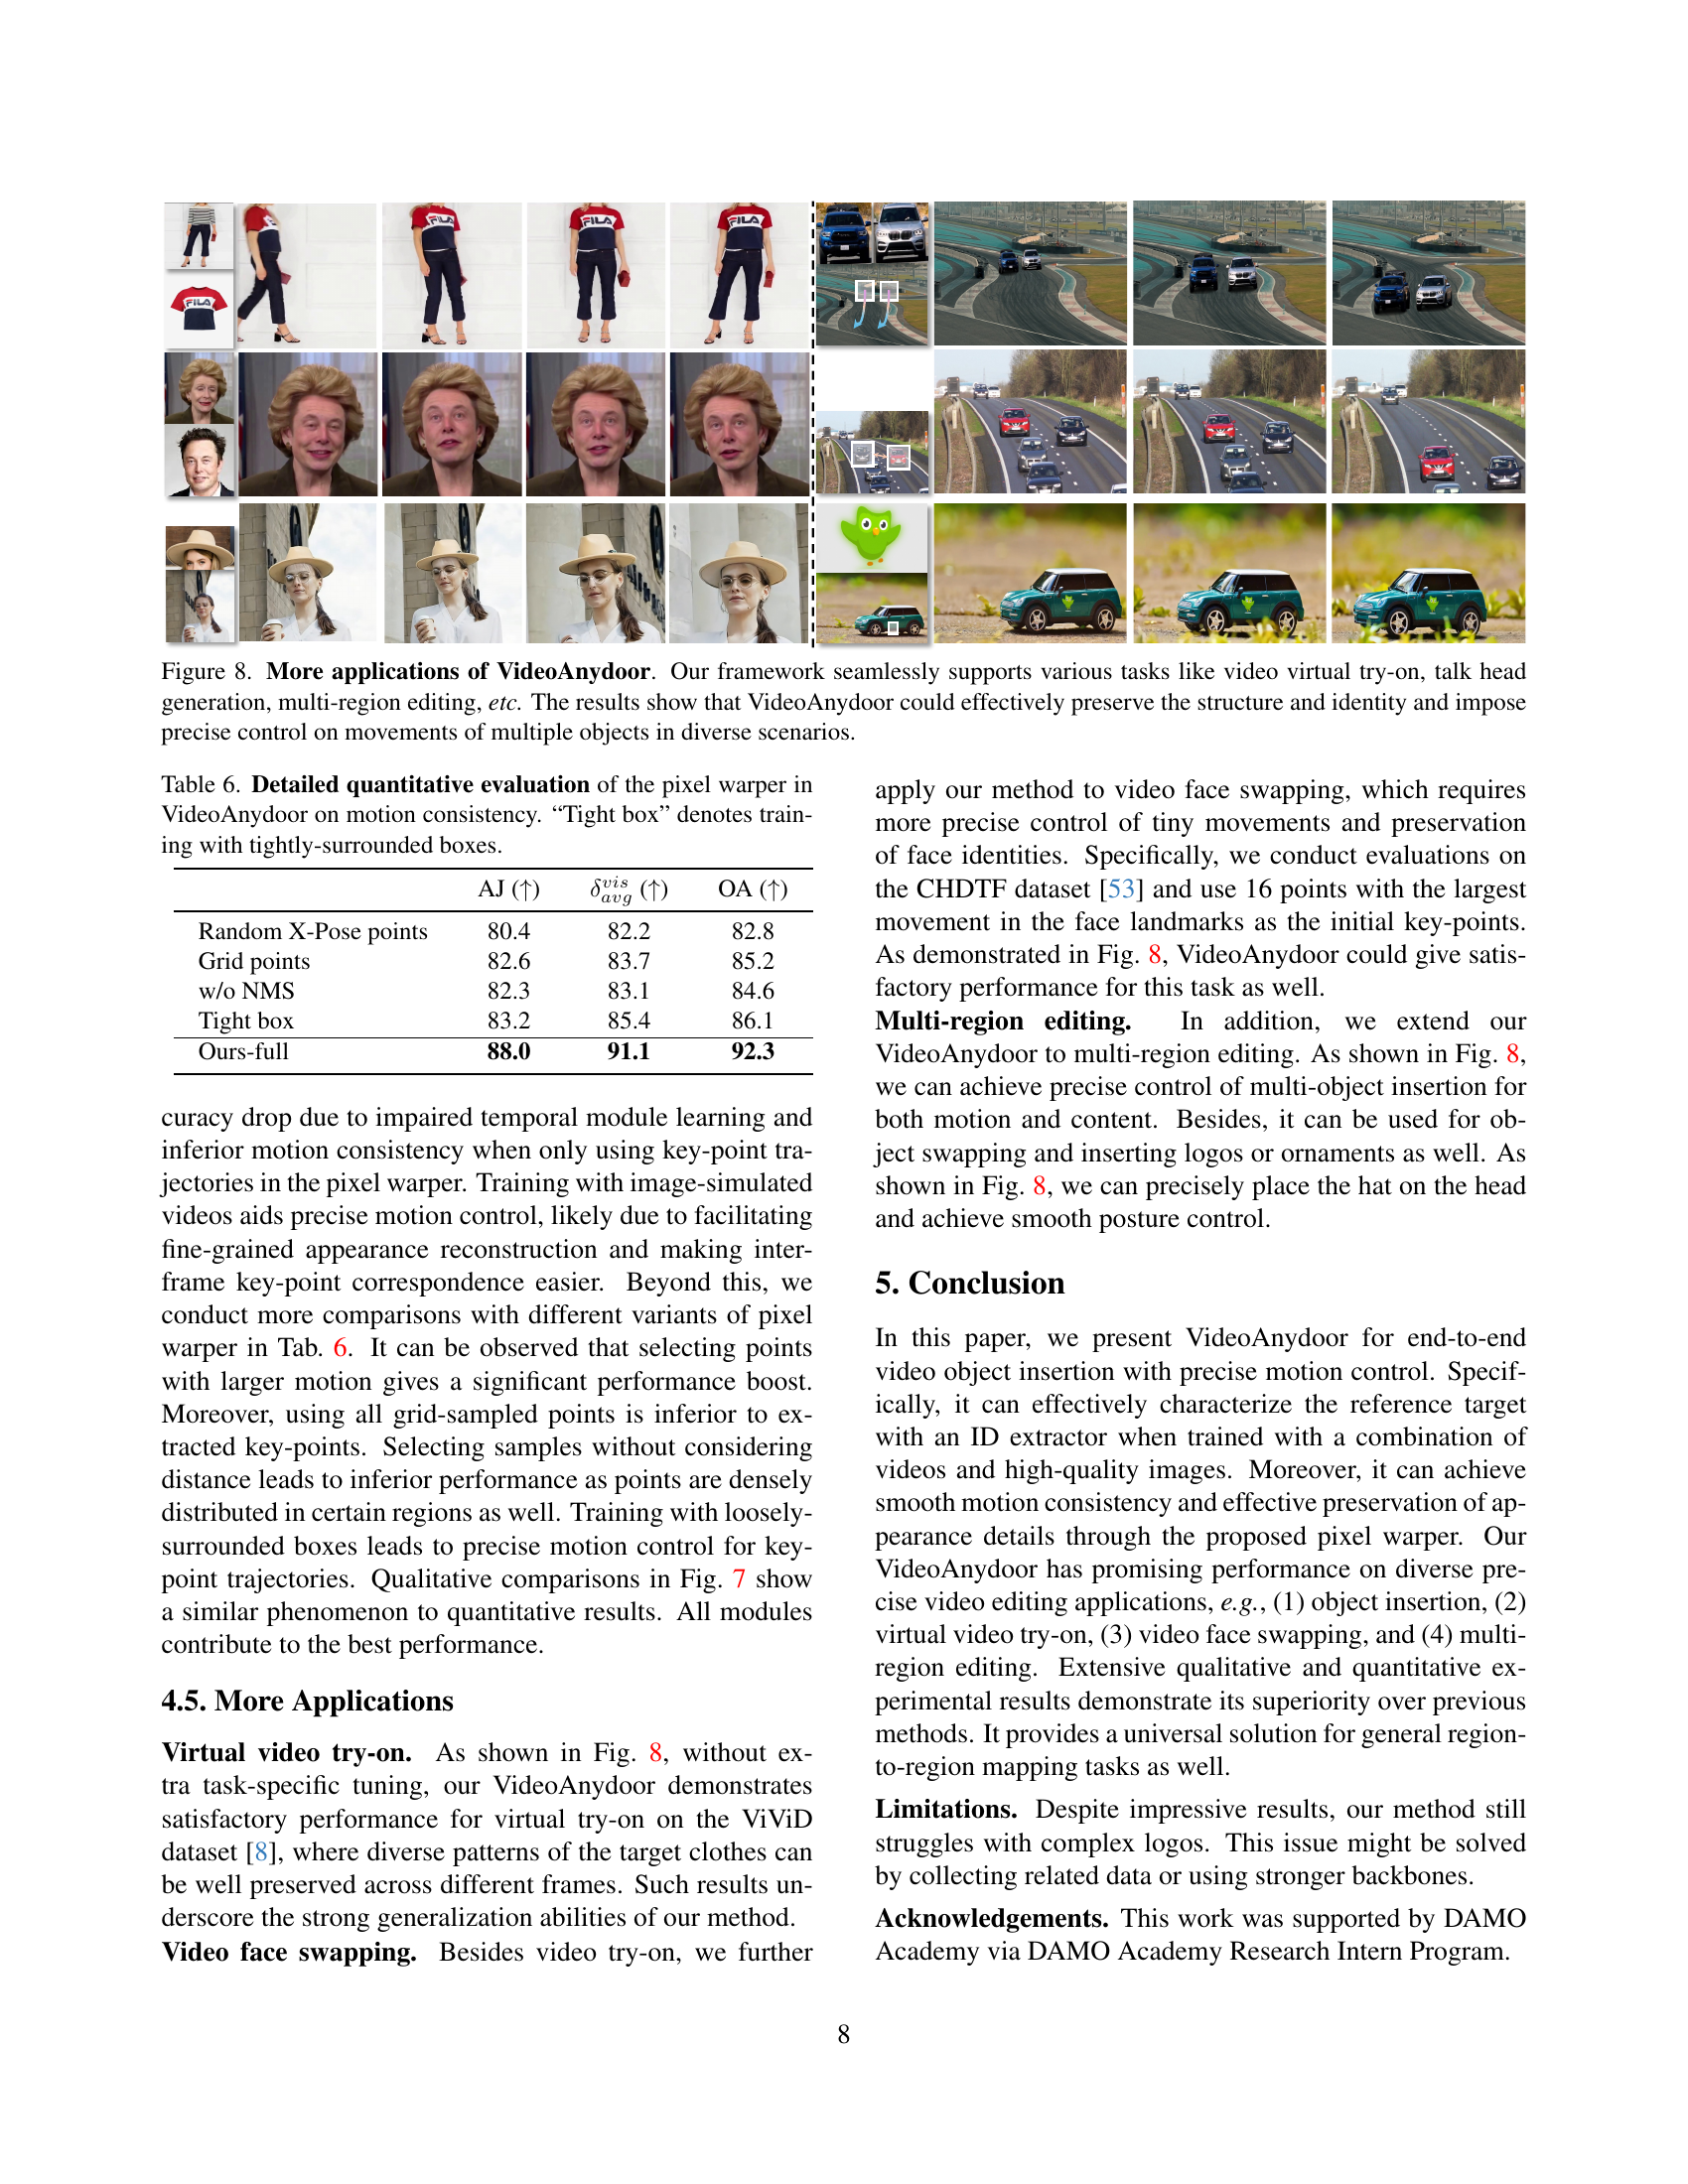 FILA
FILA
FILA
FILA
Figure 8. More applications of VideoAnydoor. Our framework seamlessly supports various tasks like video virtual try-on, talk head
generation, multi-region editing, etc. The results show that VideoAnydoor could effectively preserve the structure and identity and impose
precise control on movements of multiple objects in diverse scenarios.
Table 6. Detailed quantitative evaluation of the pixel warper in
VideoAnydoor on motion consistency. “Tight box” denotes train-
ing with tightly-surrounded boxes.
AJ (↑) δ^{vis}_{avg} (↑) OA (↑)
Random X-Pose points 80.4 82.2 82.8
Grid points 82.6 83.7 85.2
w/o NMS 82.3 83.1 84.6
Tight box 83.2 85.4 86.1
Ours-full 88.0 91.1 92.3
curacy drop due to impaired temporal module learning and
inferior motion consistency when only using key-point tra-
jectories in the pixel warper. Training with image-simulated
videos aids precise motion control, likely due to facilitating
fine-grained appearance reconstruction and making inter-
frame key-point correspondence easier. Beyond this, we
conduct more comparisons with different variants of pixel
warper in Tab. 6. It can be observed that selecting points
with larger motion gives a significant performance boost.
Moreover, using all grid-sampled points is inferior to ex-
tracted key-points. Selecting samples without considering
distance leads to inferior performance as points are densely
distributed in certain regions as well. Training with loosely-
surrounded boxes leads to precise motion control for key-
point trajectories. Qualitative comparisons in Fig. 7 show
a similar phenomenon to quantitative results. All modules
contribute to the best performance.
4.5. More Applications
Virtual video try-on. As shown in Fig. 8, without ex-
tra task-specific tuning, our VideoAnydoor demonstrates
satisfactory performance for virtual try-on on the ViViD
dataset [8], where diverse patterns of the target clothes can
be well preserved across different frames. Such results un-
derscore the strong generalization abilities of our method.
Video face swapping. Besides video try-on, we further
apply our method to video face swapping, which requires
more precise control of tiny movements and preservation
of face identities. Specifically, we conduct evaluations on
the CHDTF dataset [53] and use 16 points with the largest
movement in the face landmarks as the initial key-points.
As demonstrated in Fig. 8, VideoAnydoor could give satis-
factory performance for this task as well.
Multi-region editing. In addition, we extend our
VideoAnydoor to multi-region editing. As shown in Fig. 8,
we can achieve precise control of multi-object insertion for
both motion and content. Besides, it can be used for ob-
ject swapping and inserting logos or ornaments as well. As
shown in Fig. 8, we can precisely place the hat on the head
and achieve smooth posture control.
5. Conclusion
In this paper, we present VideoAnydoor for end-to-end
video object insertion with precise motion control. Specif-
ically, it can effectively characterize the reference target
with an ID extractor when trained with a combination of
videos and high-quality images. Moreover, it can achieve
smooth motion consistency and effective preservation of ap-
pearance details through the proposed pixel warper. Our
VideoAnydoor has promising performance on diverse pre-
cise video editing applications, e.g., (1) object insertion, (2)
virtual video try-on, (3) video face swapping, and (4) multi-
region editing. Extensive qualitative and quantitative ex-
perimental results demonstrate its superiority over previous
methods. It provides a universal solution for general region-
to-region mapping tasks as well.
Limitations. Despite impressive results, our method still
struggles with complex logos. This issue might be solved
by collecting related data or using stronger backbones.
Acknowledgements. This work was supported by DAMO
Academy via DAMO Academy Research Intern Program.
8